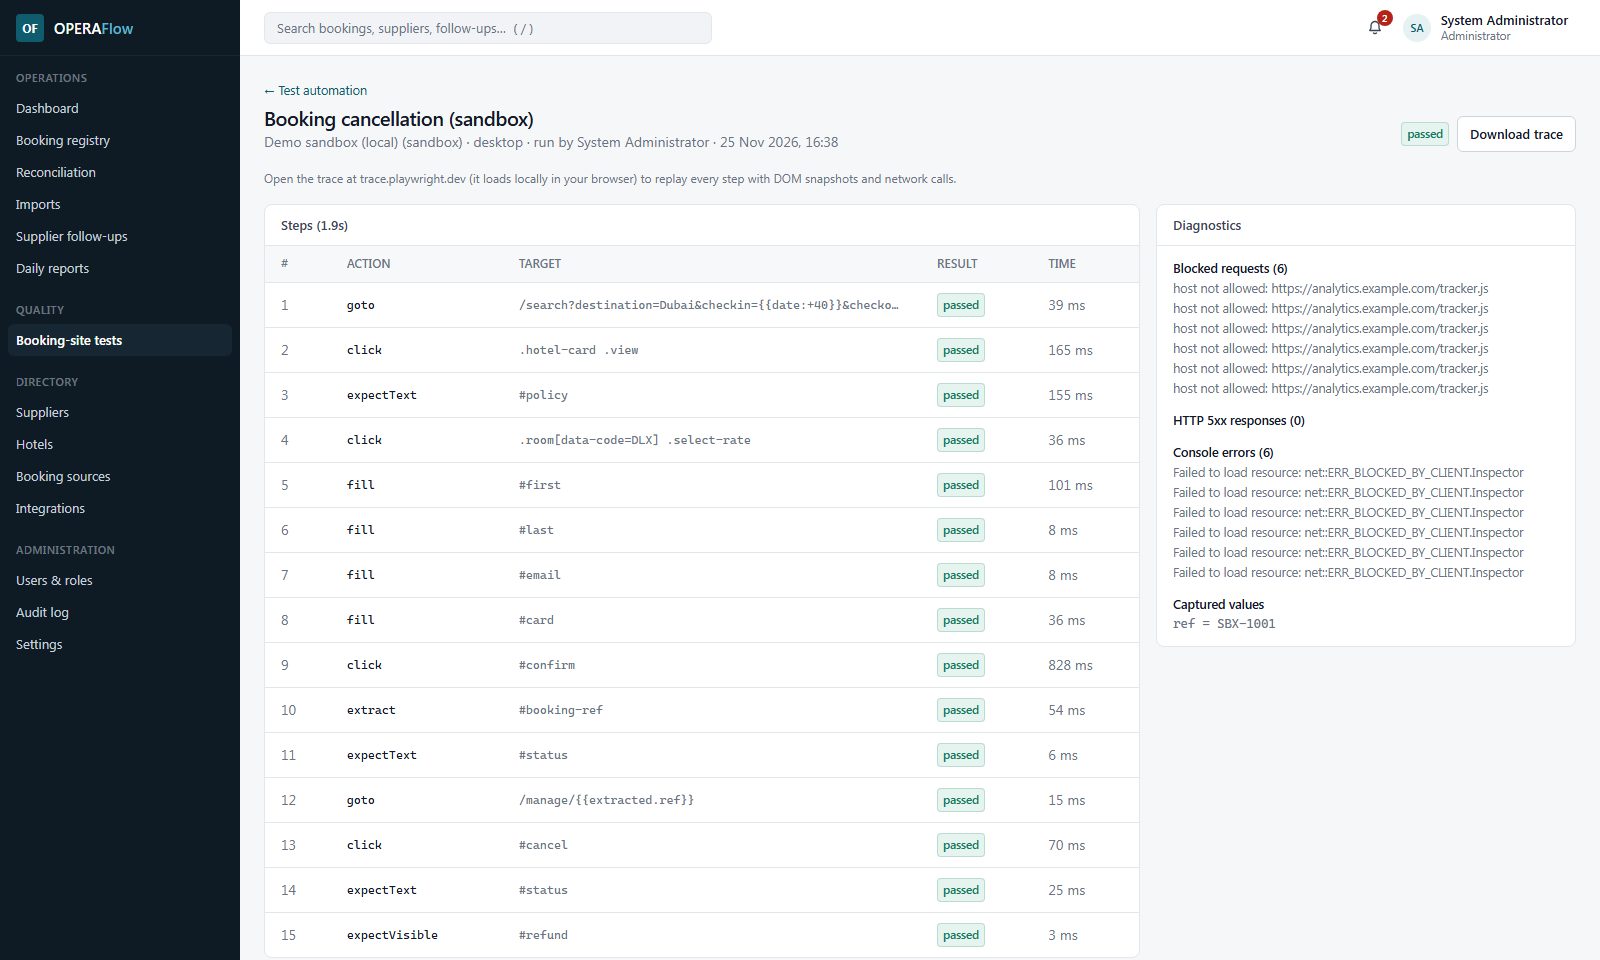 OF OPERAFlow
OPERATIONS
Dashboard
Booking registry
Reconciliation
Imports
Supplier follow-ups
Daily reports
QUALITY
Booking-site tests
DIRECTORY
Suppliers
Hotels
Booking sources
Integrations
ADMINISTRATION
Users & roles
Audit log
Settings
Search bookings, suppliers, follow-ups... (/)
2
SA
System Administrator
Administrator
← Test automation
Booking cancellation (sandbox)
Demo sandbox (local) (sandbox) · desktop · run by System Administrator · 25 Nov 2026, 16:38
passed
Download trace
Open the trace at trace.playwright.dev (it loads locally in your browser) to replay every step with DOM snapshots and network calls.
Steps (1.9s)
# ACTION TARGET RESULT TIME
1 goto /search?destination=Dubai&checkin={{date:+40}}&checko… passed 39 ms
2 click .hotel-card .view passed 165 ms
3 expectText #policy passed 155 ms
4 click .room[data-code=DLX] .select-rate passed 36 ms
5 fill #first passed 101 ms
6 fill #last passed 8 ms
7 fill #email passed 8 ms
8 fill #card passed 36 ms
9 click #confirm passed 828 ms
10 extract #booking-ref passed 54 ms
11 expectText #status passed 6 ms
12 goto /manage/{{extracted.ref}} passed 15 ms
13 click #cancel passed 70 ms
14 expectText #status passed 25 ms
15 expectVisible #refund passed 3 ms
Diagnostics
Blocked requests (6)
host not allowed: https://analytics.example.com/tracker.js
host not allowed: https://analytics.example.com/tracker.js
host not allowed: https://analytics.example.com/tracker.js
host not allowed: https://analytics.example.com/tracker.js
host not allowed: https://analytics.example.com/tracker.js
host not allowed: https://analytics.example.com/tracker.js
HTTP 5xx responses (0)
Console errors (6)
Failed to load resource: net::ERR_BLOCKED_BY_CLIENT.Inspector
Failed to load resource: net::ERR_BLOCKED_BY_CLIENT.Inspector
Failed to load resource: net::ERR_BLOCKED_BY_CLIENT.Inspector
Failed to load resource: net::ERR_BLOCKED_BY_CLIENT.Inspector
Failed to load resource: net::ERR_BLOCKED_BY_CLIENT.Inspector
Failed to load resource: net::ERR_BLOCKED_BY_CLIENT.Inspector
Captured values
ref = SBX-1001